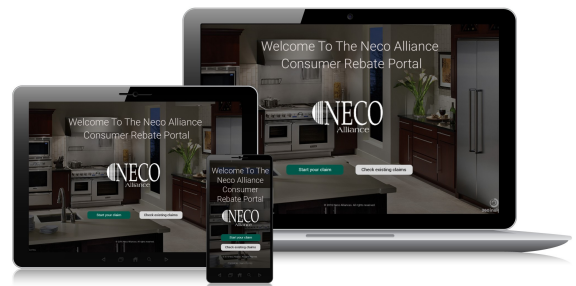 Welcome To The Neco Alliance
Consumer Rebate Portal
NECO
Alliance
Start your claim
Check existing claims
Welcome To The Neco Alliance
Consumer Rebate Portal
NECO
Alliance
Start your claim
Check existing claims
Welcome To
The Neco Alliance
Consumer
Rebate Portal
NECO
Alliance
Start your claim
Check existing claims